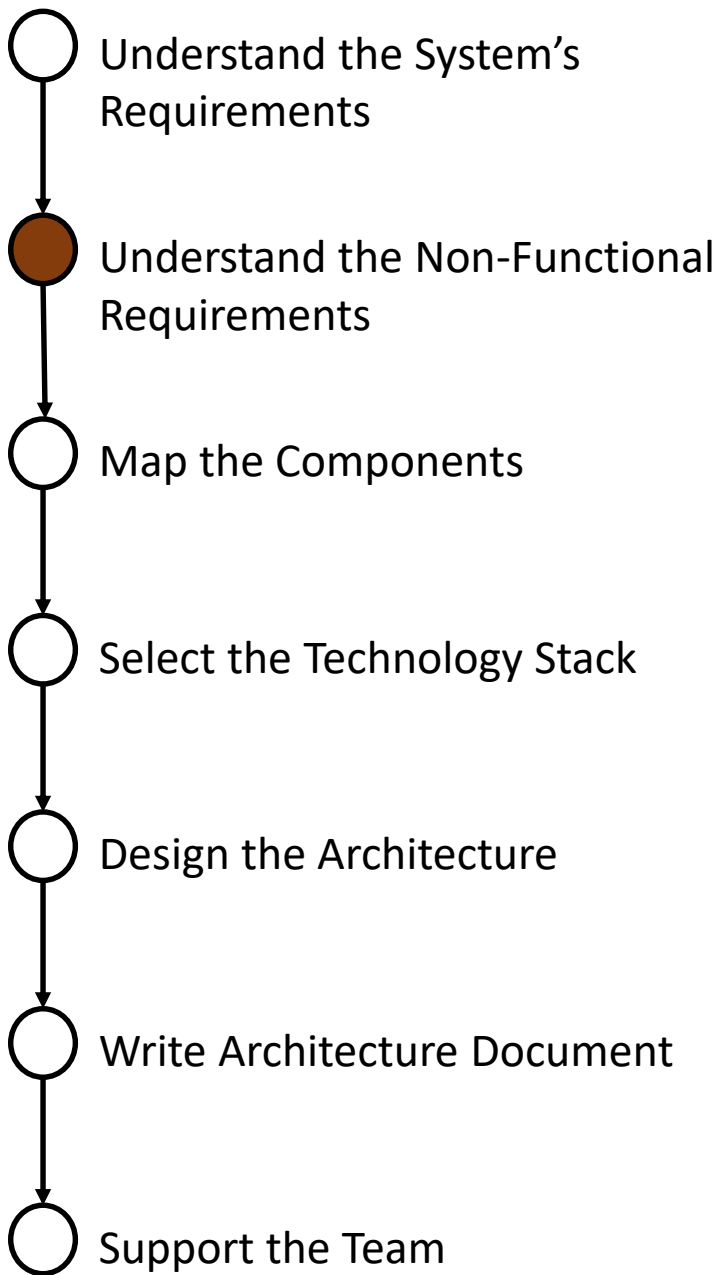 Understand the System’s
Requirements
Understand the Non-Functional
Requirements
Map the Components
Select the Technology Stack
Design the Architecture
Write Architecture Document
Support the Team